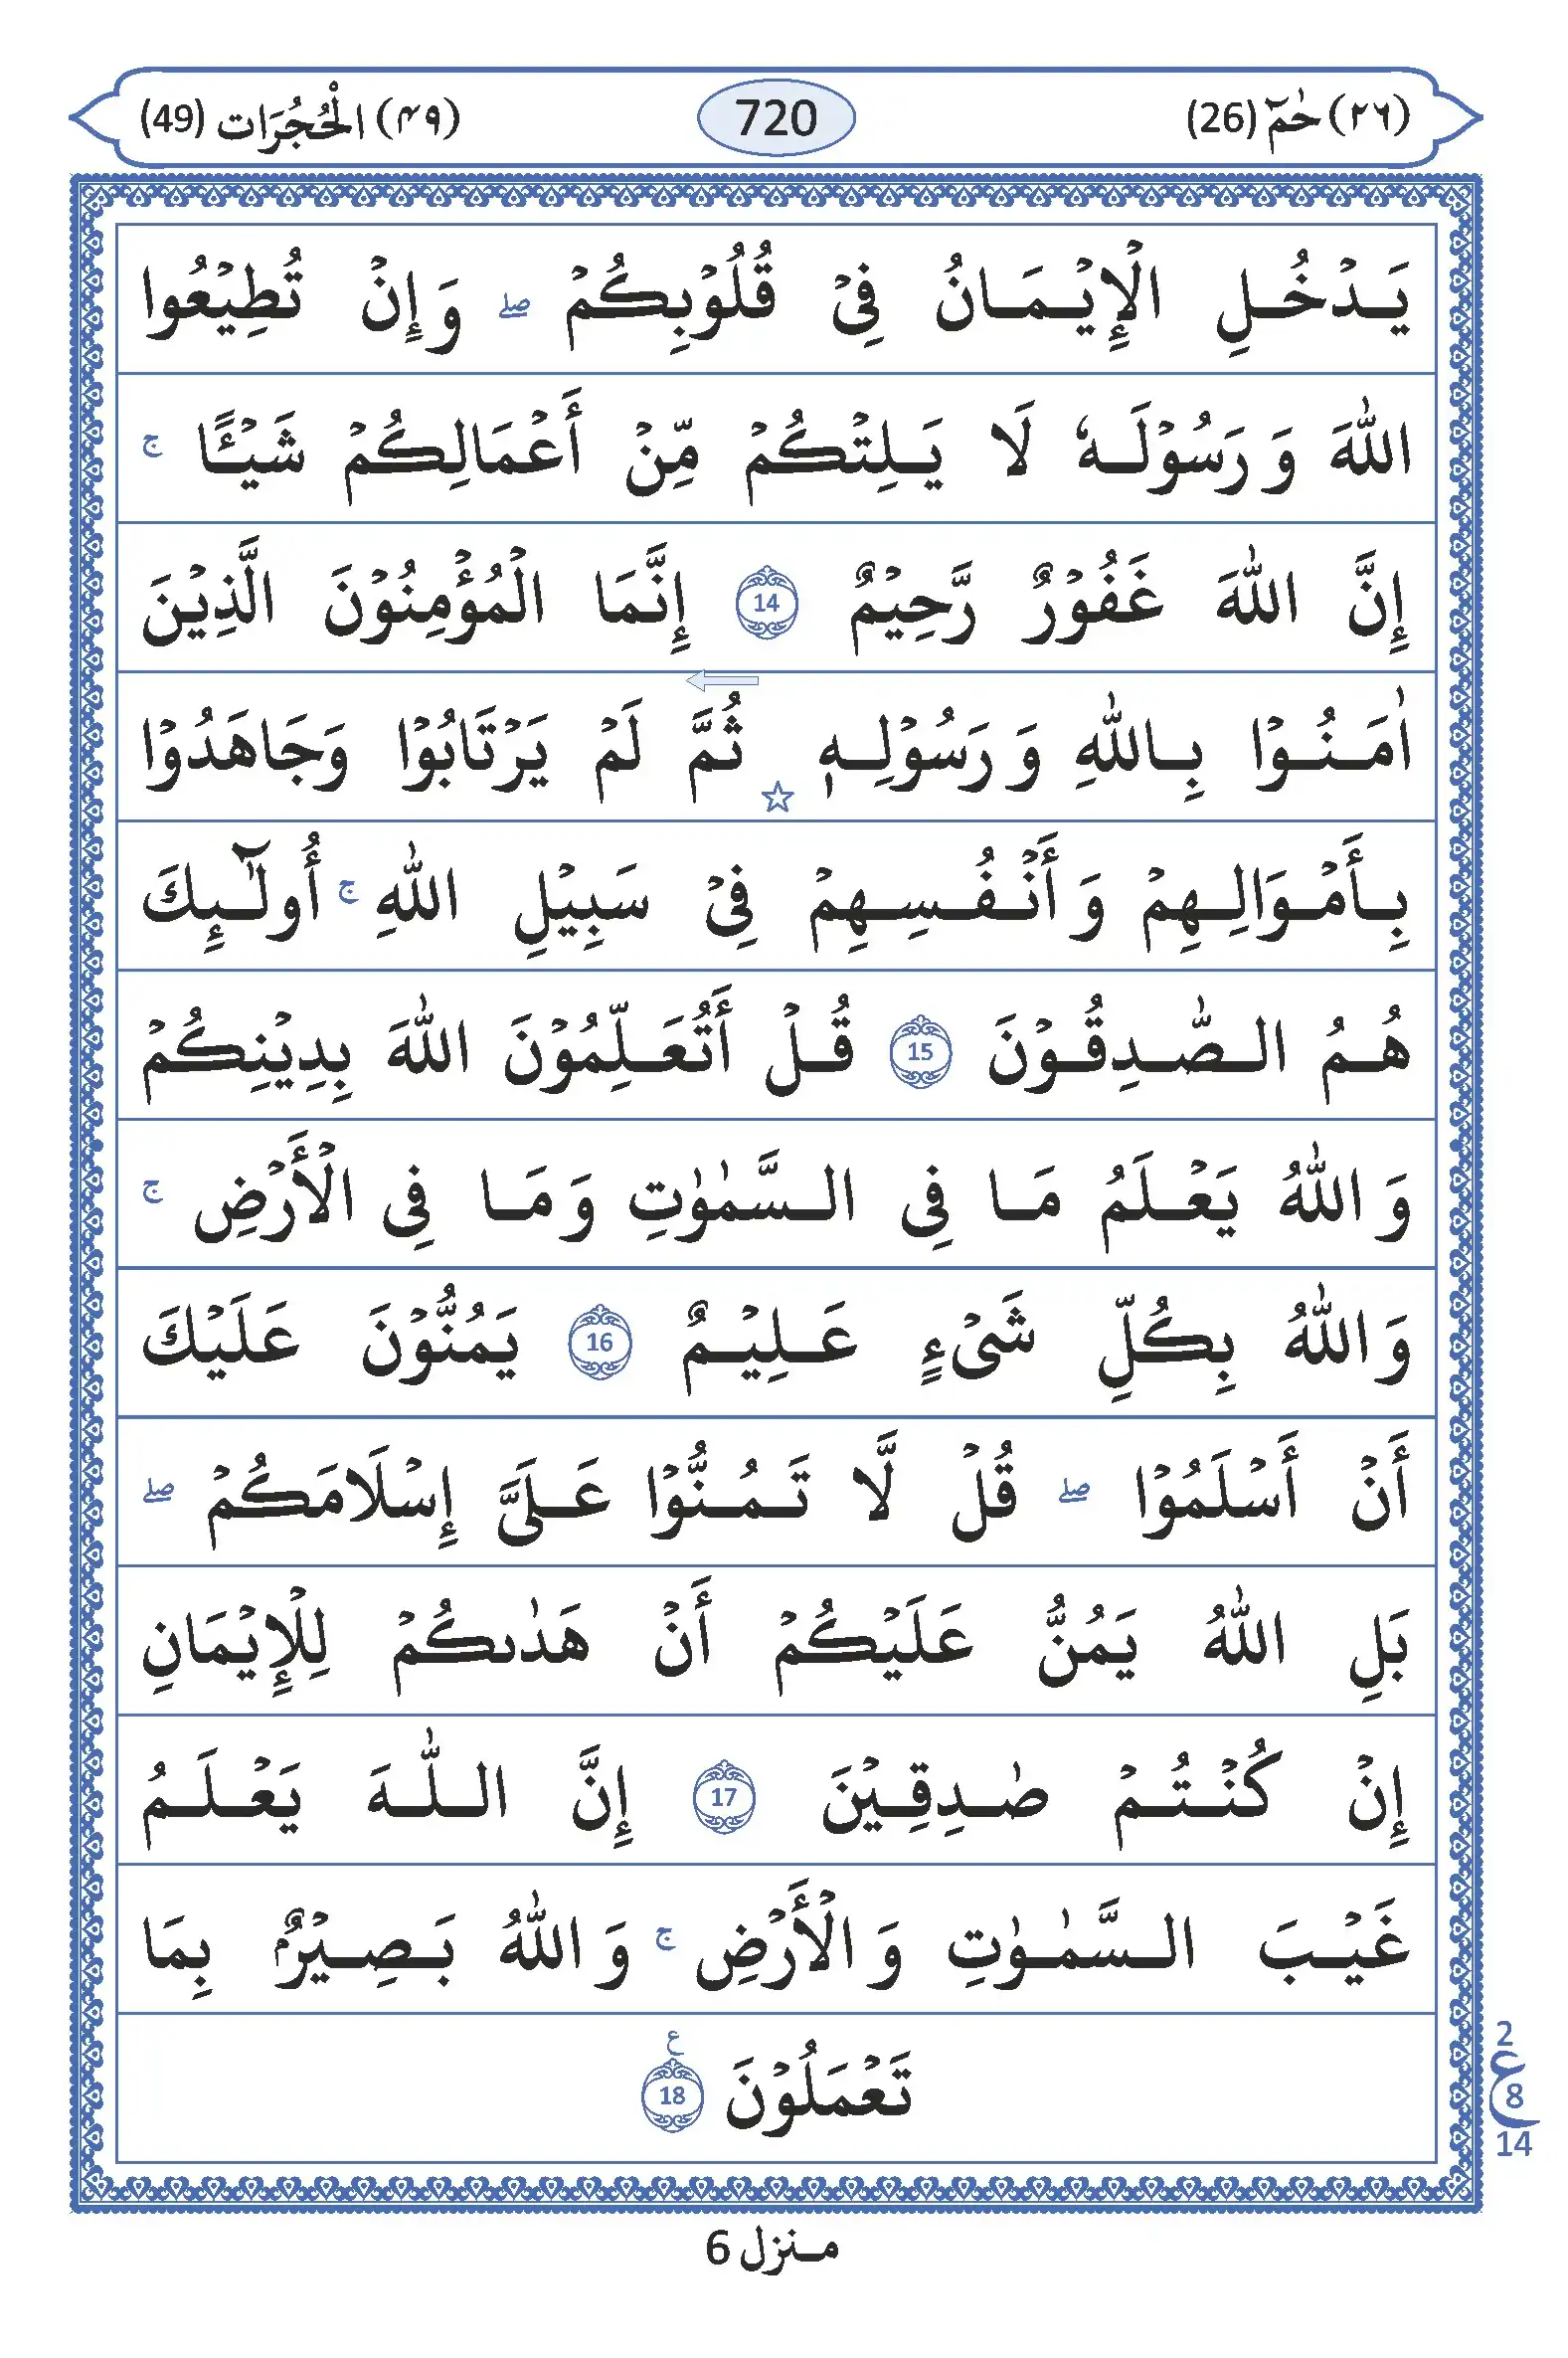 (٢٦) حٰمٓ (26) 720 (٤٩) الْحُجُرَات (49)
يَدْخُلِ الْإِيْمَانُ فِيْ قُلُوْبِكُمْ ۖ وَإِنْ تُطِيْعُوا
اللّٰهَ وَرَسُوْلَهٗ لَا يَلِتْكُمْ مِّنْ أَعْمَالِكُمْ شَيْـًٔا ۚ
إِنَّ اللّٰهَ غَفُوْرٌ رَّحِيْمٌ 14 إِنَّمَا الْمُؤْمِنُوْنَ الَّذِيْنَ
اٰمَنُوْا بِاللّٰهِ وَرَسُوْلِهٖ ☆ ثُمَّ لَمْ يَرْتَابُوْا وَجَاهَدُوْا
بِأَمْوَالِهِمْ وَأَنْفُسِهِمْ فِيْ سَبِيْلِ اللّٰهِ ۚ أُولٰٓئِكَ
هُمُ الصّٰدِقُوْنَ 15 قُلْ أَتُعَلِّمُوْنَ اللّٰهَ بِدِيْنِكُمْ
وَاللّٰهُ يَعْلَمُ مَا فِى السَّمٰوٰتِ وَمَا فِى الْأَرْضِ ۚ
وَاللّٰهُ بِكُلِّ شَيْءٍ عَلِيْمٌ 16 يَمُنُّوْنَ عَلَيْكَ
أَنْ أَسْلَمُوْا ۖ قُلْ لَّا تَمُنُّوْا عَلَيَّ إِسْلَامَكُمْ ۖ
بَلِ اللّٰهُ يَمُنُّ عَلَيْكُمْ أَنْ هَدٰىكُمْ لِلْإِيْمَانِ
إِنْ كُنْتُمْ صٰدِقِيْنَ 17 إِنَّ اللّٰهَ يَعْلَمُ
غَيْبَ السَّمٰوٰتِ وَالْأَرْضِ ۚ وَاللّٰهُ بَصِيْرٌۢ بِمَا
تَعْمَلُوْنَ 18 ع
2
ع 8
14
منزل 6